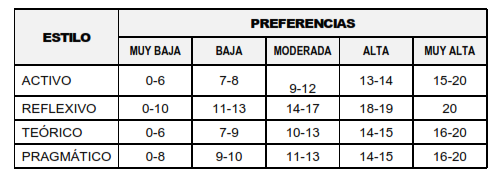 ESTILO PREFERENCIAS
MUY BAJA BAJA MODERADA ALTA MUY ALTA
ACTIVO 0-6 7-8 9-12 13-14 15-20
REFLEXIVO 0-10 11-13 14-17 18-19 20
TEÓRICO 0-6 7-9 10-13 14-15 16-20
PRAGMÁTICO 0-8 9-10 11-13 14-15 16-20